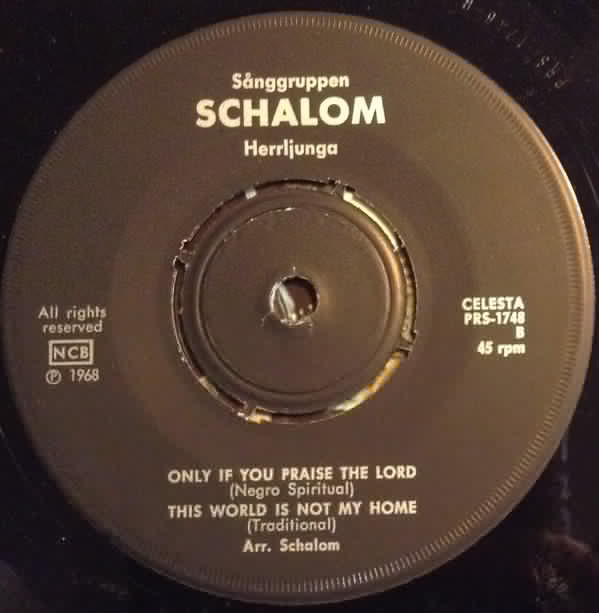 Sånggruppen
SCHALOM
Herrljunga
All rights
reserved
NCB
Ⓟ 1968
CELESTA
PRS-1748
B
45 rpm
ONLY IF YOU PRAISE THE LORD
(Negro Spiritual)
THIS WORLD IS NOT MY HOME
(Traditional)
Arr. Schalom